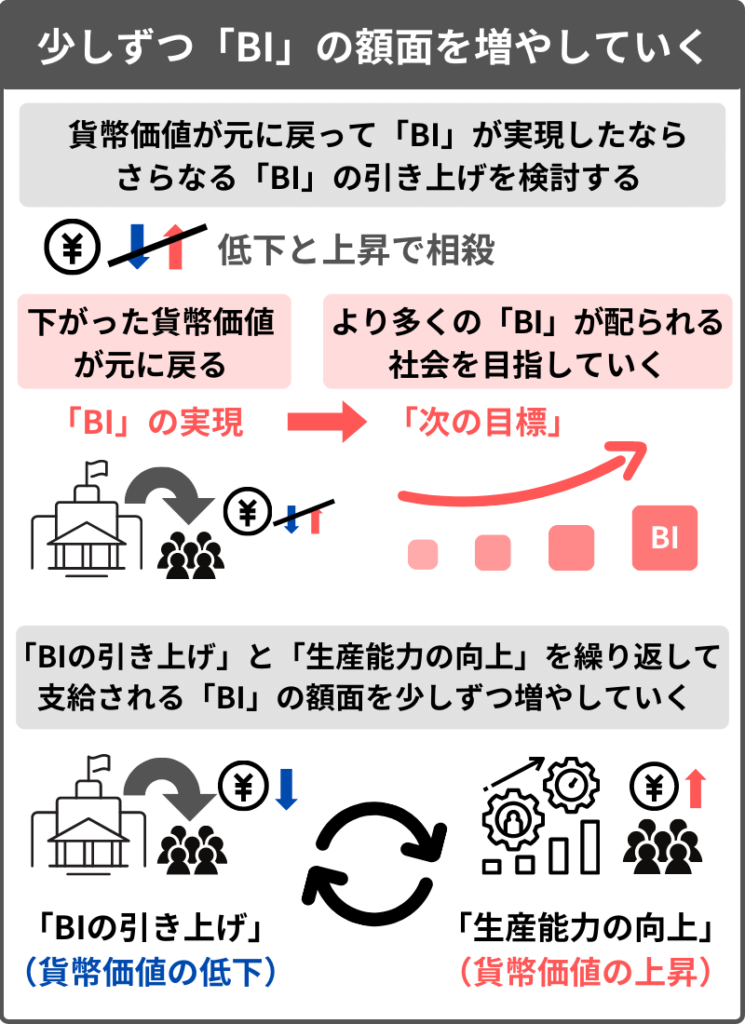 少しずつ「BI」の額面を増やしていく
貨幣価値が元に戻って「BI」が実現したなら
さらなる「BI」の引き上げを検討する
¥
低下と上昇で相殺
下がった貨幣価値
が元に戻る
より多くの「BI」が配られる
社会を目指していく
「BI」の実現
「次の目標」
¥
BI
「BIの引き上げ」と「生産能力の向上」を繰り返して
支給される「BI」の額面を少しずつ増やしていく
¥
¥
「BIの引き上げ」
（貨幣価値の低下）
「生産能力の向上」
（貨幣価値の上昇）